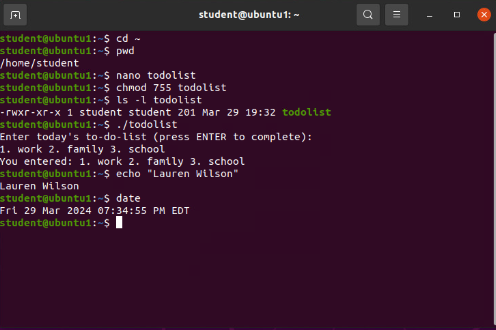 student@ubuntu1: ~
student@ubuntu1:~$ cd ~
student@ubuntu1:~$ pwd
/home/student
student@ubuntu1:~$ nano todolist
student@ubuntu1:~$ chmod 755 todolist
student@ubuntu1:~$ ls -l todolist
-rwxr-xr-x 1 student student 201 Mar 29 19:32 todolist
student@ubuntu1:~$ ./todolist
Enter today's to-do-list (press ENTER to complete):
1. work 2. family 3. school
You entered: 1. work 2. family 3. school
student@ubuntu1:~$ echo "Lauren Wilson"
Lauren Wilson
student@ubuntu1:~$ date
Fri 29 Mar 2024 07:34:55 PM EDT
student@ubuntu1:~$